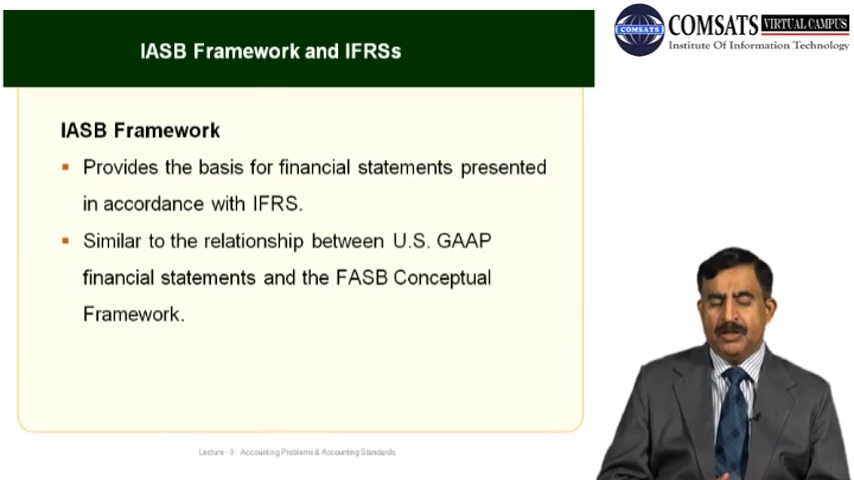 IASB Framework and IFRSs
COMSATS
COMSATS VIRTUAL CAMPUS
Institute Of Information Technology
IASB Framework
Provides the basis for financial statements presented
in accordance with IFRS.
Similar to the relationship between U.S. GAAP
financial statements and the FASB Conceptual
Framework.
Lecture - 9 : Accounting Problems & Accounting Standards